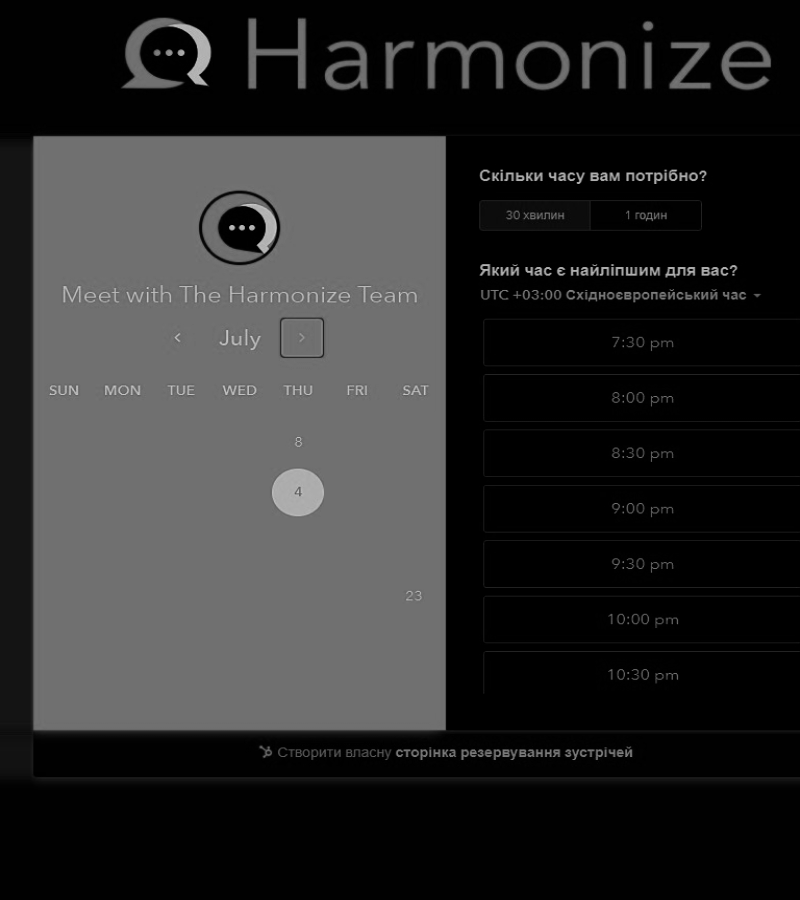 Harmonize
Meet with The Harmonize Team
July
SUN MON TUE WED THU FRI SAT
8
4
23
Скільки часу вам потрібно?
30 хвилин 1 годин
Який час є найліпшим для вас?
UTC +03:00 Східноєвропейський час
7:30 pm
8:00 pm
8:30 pm
9:00 pm
9:30 pm
10:00 pm
10:30 pm
Створити власну сторінка резервування зустрічей